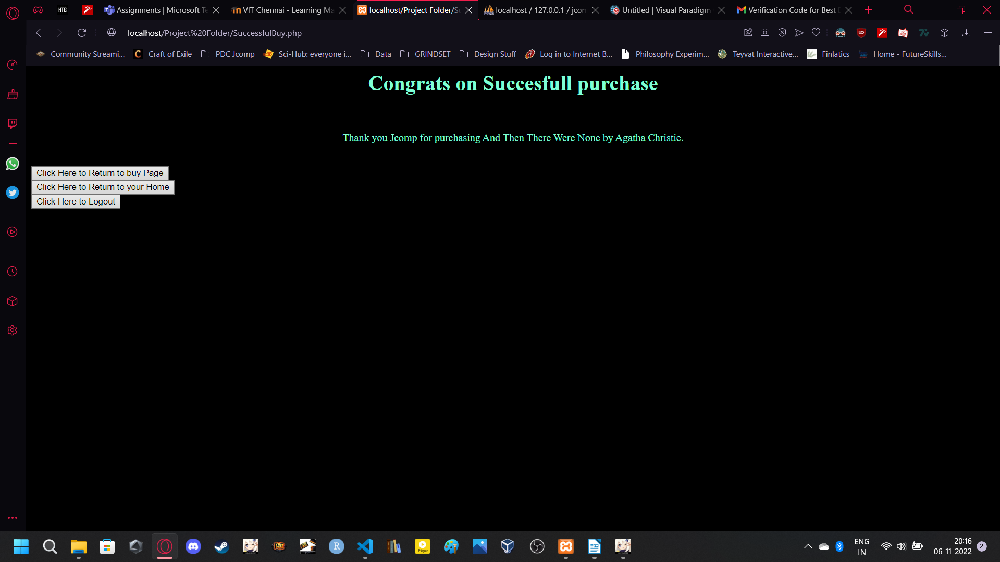 HTG
Assignments | Microsoft Te
VIT Chennai - Learning Ma
localhost/Project Folder/Su
localhost / 127.0.0.1 / jcom
Untitled | Visual Paradigm
Verification Code for Best
localhost/Project%20Folder/SuccessfulBuy.php
Community Streami...
Craft of Exile
PDC Jcomp
Sci-Hub: everyone i...
Data
GRINDSET
Design Stuff
Log in to Internet B...
Philosophy Experim...
Teyvat Interactive...
Finlatics
Home - FutureSkills...
Congrats on Succesfull purchase
Thank you Jcomp for purchasing And Then There Were None by Agatha Christie.
Click Here to Return to buy Page
Click Here to Return to your Home
Click Here to Logout
PoE
R
Player
ENG
IN
20:16
06-11-2022
2